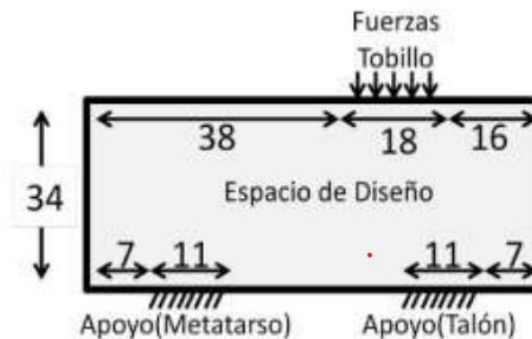 Fuerzas
Tobillo
38 18 16
34
Espacio de Diseño
7 11 11 7
Apoyo(Metatarso) Apoyo(Talón)